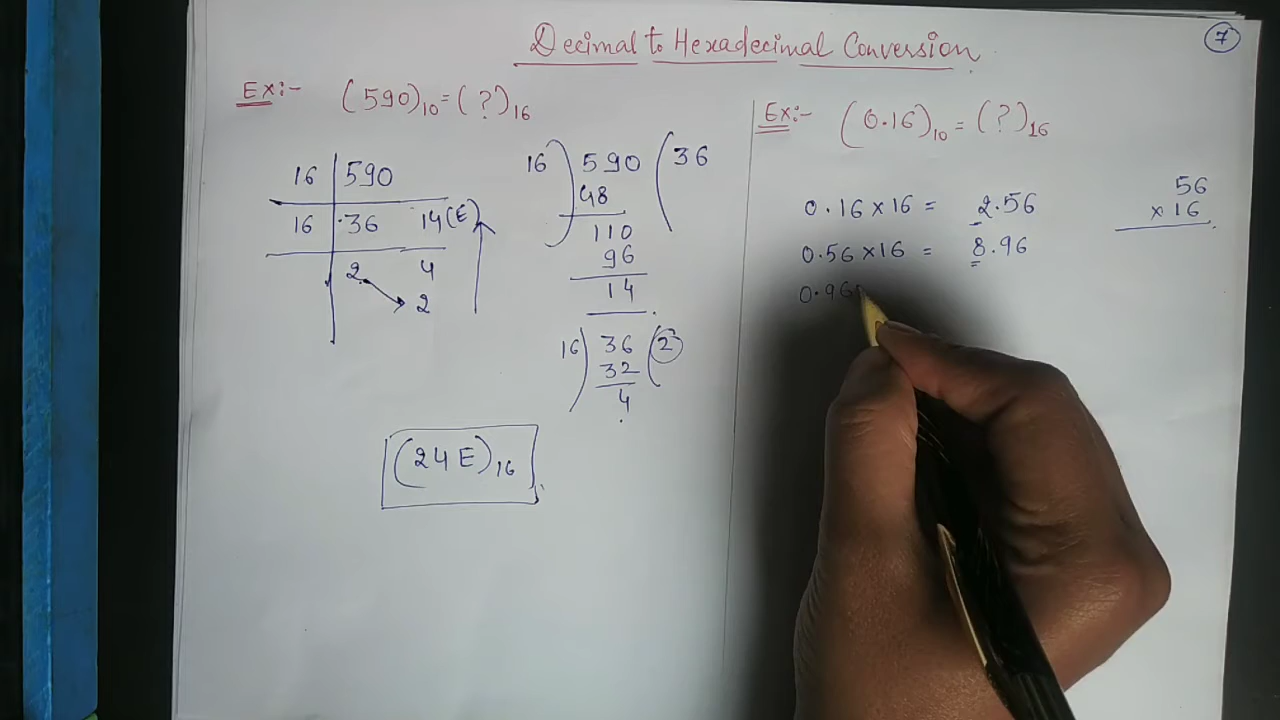 Decimal to Hexadecimal Conversion.
7
Ex:- (590)10 = (?)16
16 590
16 36 14(E)
2 4
2
16 590 36
48
110
96
14
16 36 2
32
4
(24E)16
Ex:- (0.16)10 = (?)16
0.16×16 = 2.56
0.56×16 = 8.96
0.96
56
×16